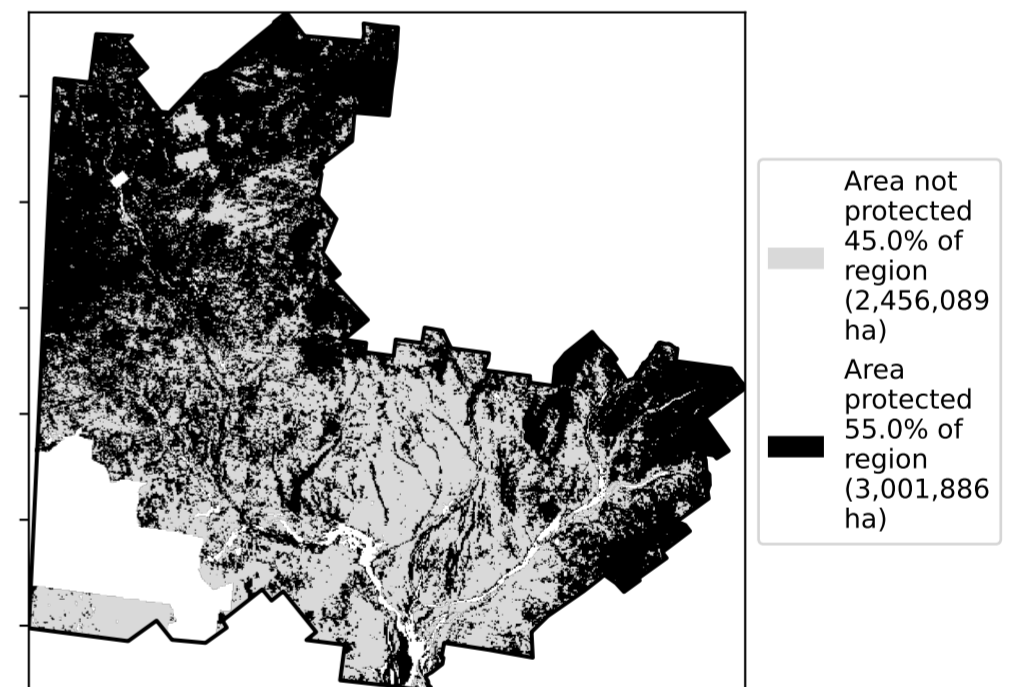 Area not
protected
45.0% of
region
(2,456,089
ha)
Area
protected
55.0% of
region
(3,001,886
ha)